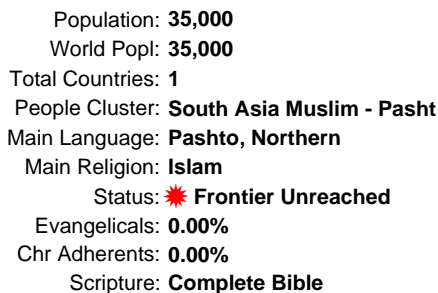 Population: 35,000
World Popl: 35,000
Total Countries: 1
People Cluster: South Asia Muslim - Pasht
Main Language: Pashto, Northern
Main Religion: Islam
Status: Frontier Unreached
Evangelicals: 0.00%
Chr Adherents: 0.00%
Scripture: Complete Bible